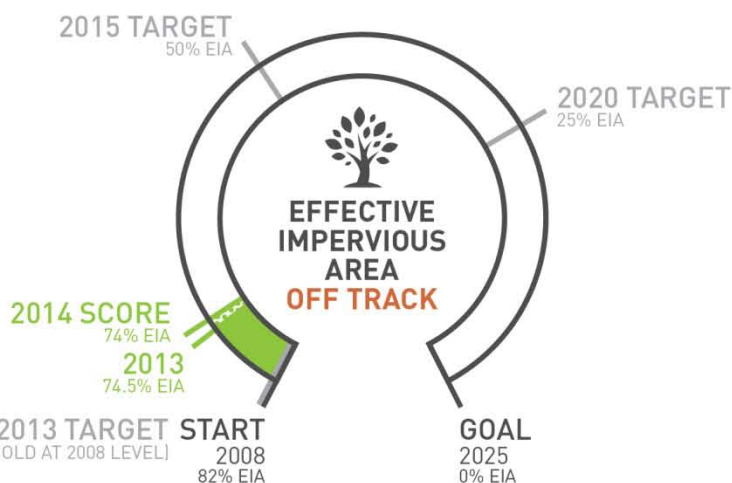 2015 TARGET
50% EIA
2020 TARGET
25% EIA
EFFECTIVE
IMPERVIOUS
AREA
OFF TRACK
2014 SCORE
74% EIA
2013
74.5% EIA
2013 TARGET
OLD AT 2008 LEVEL)
START
2008
82% EIA
GOAL
2025
0% EIA